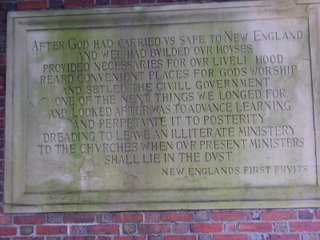 AFTER GOD HAD CARRIED VS SAFE TO NEW ENGLAND
AND WEE HAD BVILDED OVR HOVSES
PROVIDED NECESSARIES FOR OVR LIVELI HOOD
REARD CONVENIENT PLACES FOR GODS WORSHIP
AND SETLED THE CIVILL GOVERNMENT
ONE OF THE NEXT THINGS WE LONGED FOR
AND LOOKED AFTER WAS TO ADVANCE LEARNING
AND PERPETVATE IT TO POSTERITY
DREADING TO LEAVE AN ILLITERATE MINISTERY
TO THE CHVRCHES WHEN OVR PRESENT MINISTERS
SHALL LIE IN THE DVST
NEW ENGLANDS FIRST FRVITS